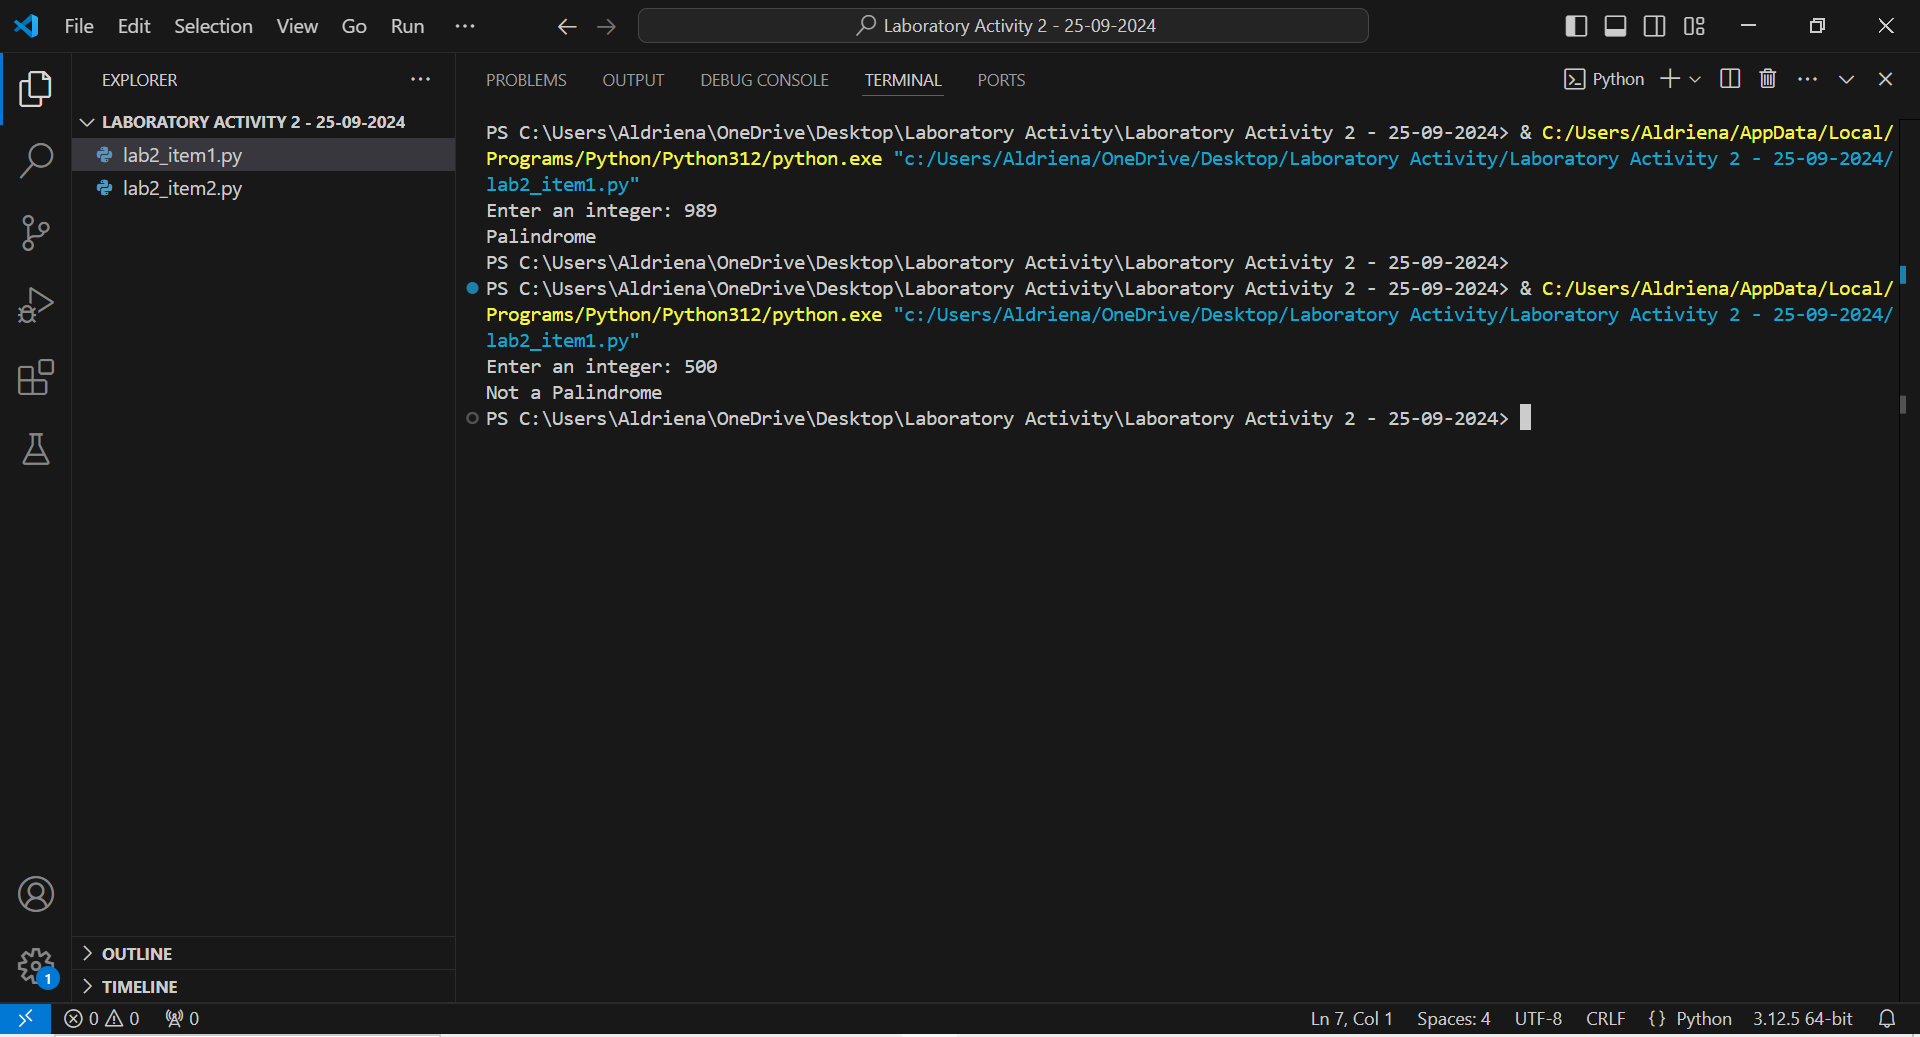 File Edit Selection View Go Run ··· Laboratory Activity 2 - 25-09-2024
EXPLORER ···
LABORATORY ACTIVITY 2 - 25-09-2024
lab2_item1.py
lab2_item2.py
OUTLINE
TIMELINE
PROBLEMS OUTPUT DEBUG CONSOLE TERMINAL PORTS Python ···
PS C:\Users\Aldriena\OneDrive\Desktop\Laboratory Activity\Laboratory Activity 2 - 25-09-2024> & C:/Users/Aldriena/AppData/Local/
Programs/Python/Python312/python.exe "c:/Users/Aldriena/OneDrive/Desktop/Laboratory Activity/Laboratory Activity 2 - 25-09-2024/
lab2_item1.py"
Enter an integer: 989
Palindrome
PS C:\Users\Aldriena\OneDrive\Desktop\Laboratory Activity\Laboratory Activity 2 - 25-09-2024>
PS C:\Users\Aldriena\OneDrive\Desktop\Laboratory Activity\Laboratory Activity 2 - 25-09-2024> & C:/Users/Aldriena/AppData/Local/
Programs/Python/Python312/python.exe "c:/Users/Aldriena/OneDrive/Desktop/Laboratory Activity/Laboratory Activity 2 - 25-09-2024/
lab2_item1.py"
Enter an integer: 500
Not a Palindrome
PS C:\Users\Aldriena\OneDrive\Desktop\Laboratory Activity\Laboratory Activity 2 - 25-09-2024>
1
0 0 0 Ln 7, Col 1 Spaces: 4 UTF-8 CRLF {} Python 3.12.5 64-bit